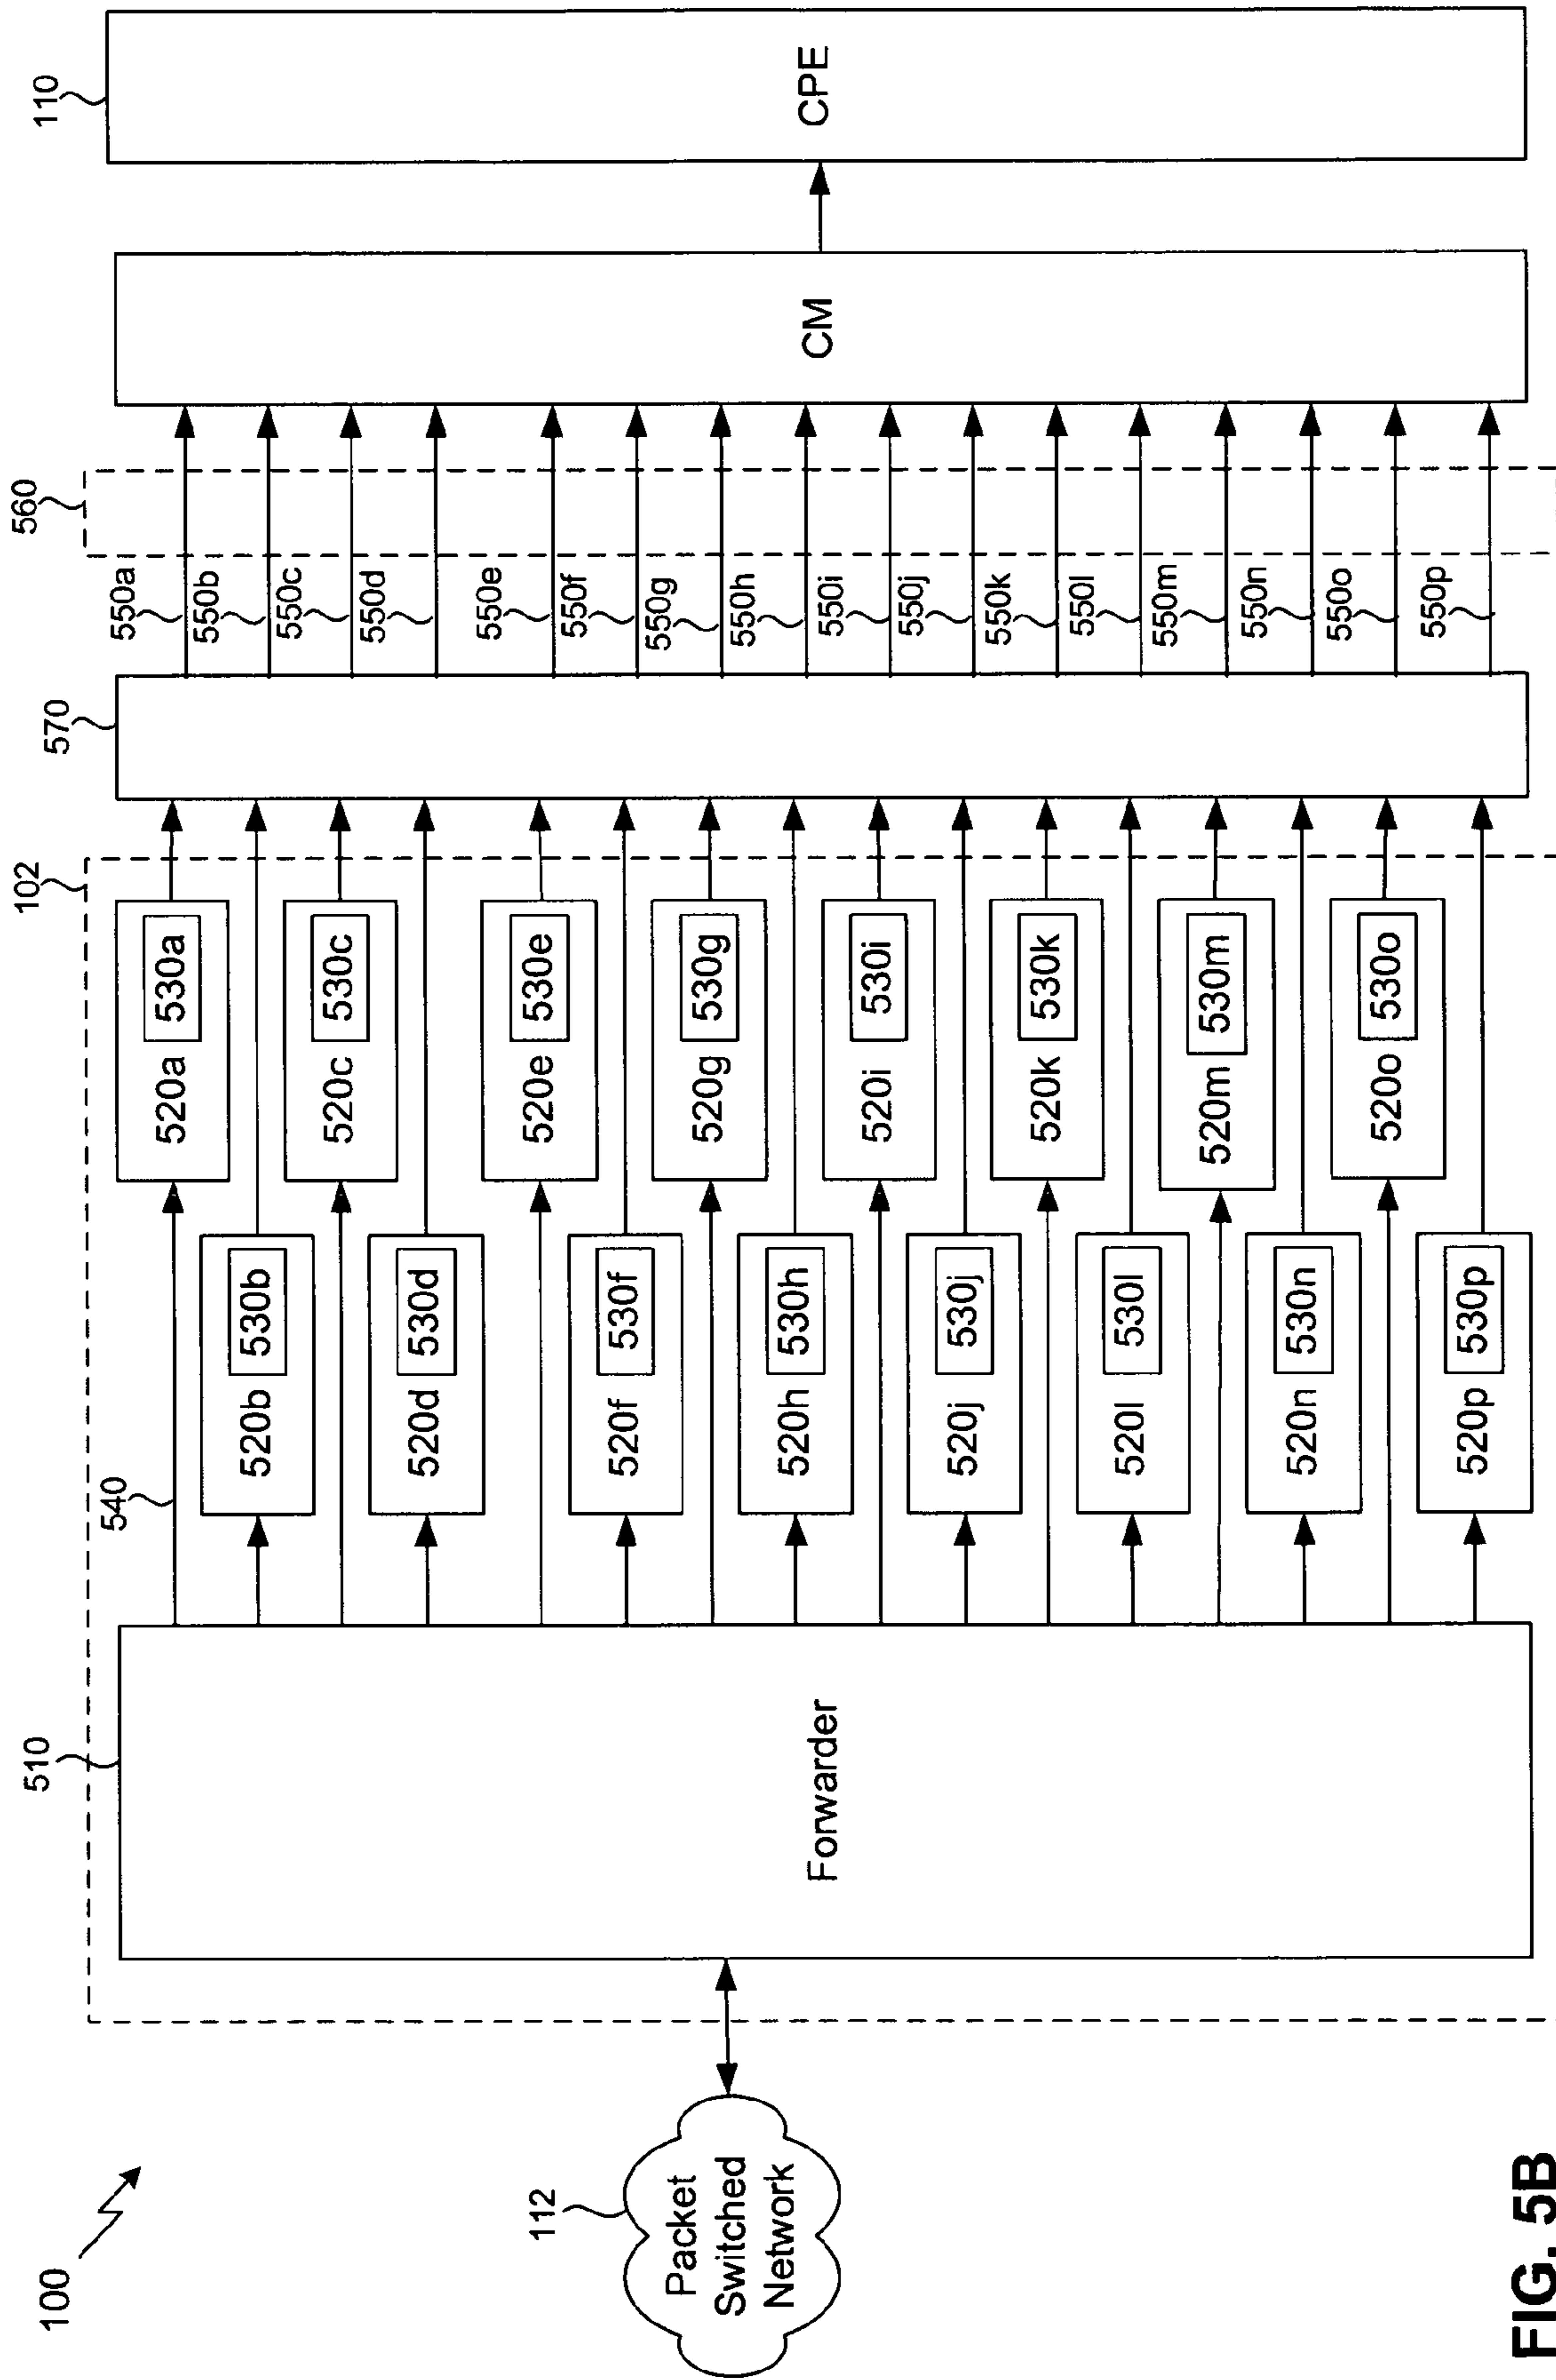 100
112
Packet
Switched
Network
510
Forwarder
540
102
520a 530a
520b 530b
520c 530c
520d 530d
520e 530e
520f 530f
520g 530g
520h 530h
520i 530i
520j 530j
520k 530k
520l 530l
520m 530m
520n 530n
520o 530o
520p 530p
570
550a
550b
550c
550d
550e
550f
550g
550h
550i
550j
550k
550l
550m
550n
550o
550p
560
CM
110
CPE
FIG. 5B